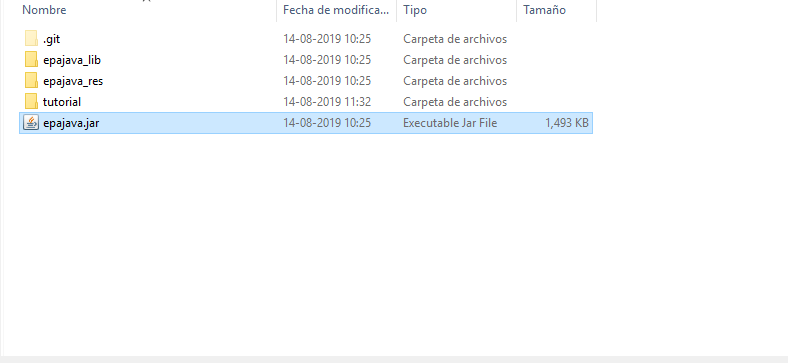 Nombre Fecha de modifica... Tipo Tamaño
.git 14-08-2019 10:25 Carpeta de archivos
epajava_lib 14-08-2019 10:25 Carpeta de archivos
epajava_res 14-08-2019 10:25 Carpeta de archivos
tutorial 14-08-2019 11:32 Carpeta de archivos
epajava.jar 14-08-2019 10:25 Executable Jar File 1,493 KB